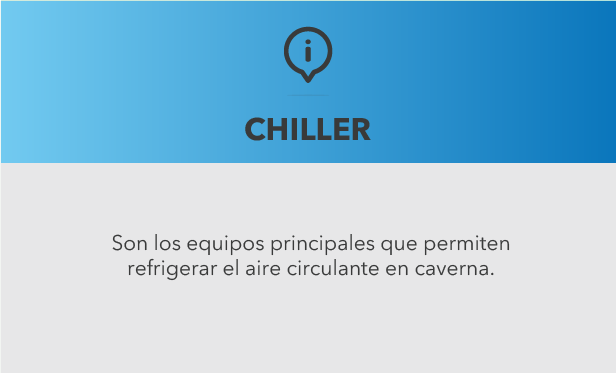 CHILLER
Son los equipos principales que permiten
refrigerar el aire circulante en caverna.